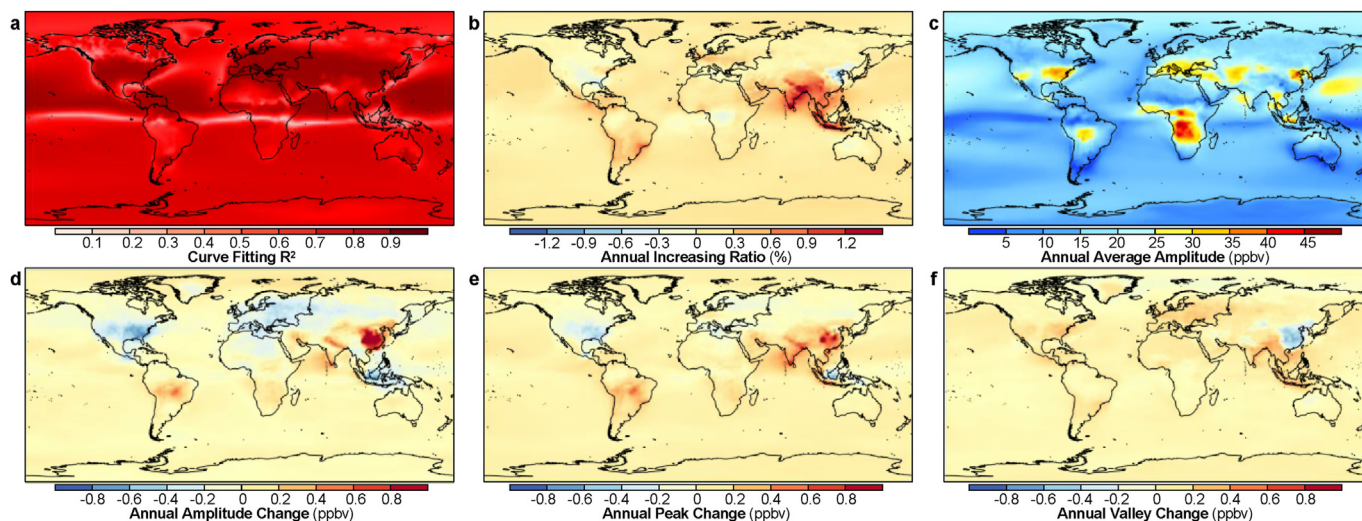 a
b
c
0.1 0.2 0.3 0.4 0.5 0.6 0.7 0.8 0.9
Curve Fitting R²
-1.2 -0.9 -0.6 -0.3 0 0.3 0.6 0.9 1.2
Annual Increasing Ratio (%)
5 10 15 20 25 30 35 40 45
Annual Average Amplitude (ppbv)
d
e
f
-0.8 -0.6 -0.4 -0.2 0 0.2 0.4 0.6 0.8
Annual Amplitude Change (ppbv)
-0.8 -0.6 -0.4 -0.2 0 0.2 0.4 0.6 0.8
Annual Peak Change (ppbv)
-0.8 -0.6 -0.4 -0.2 0 0.2 0.4 0.6 0.8
Annual Valley Change (ppbv)